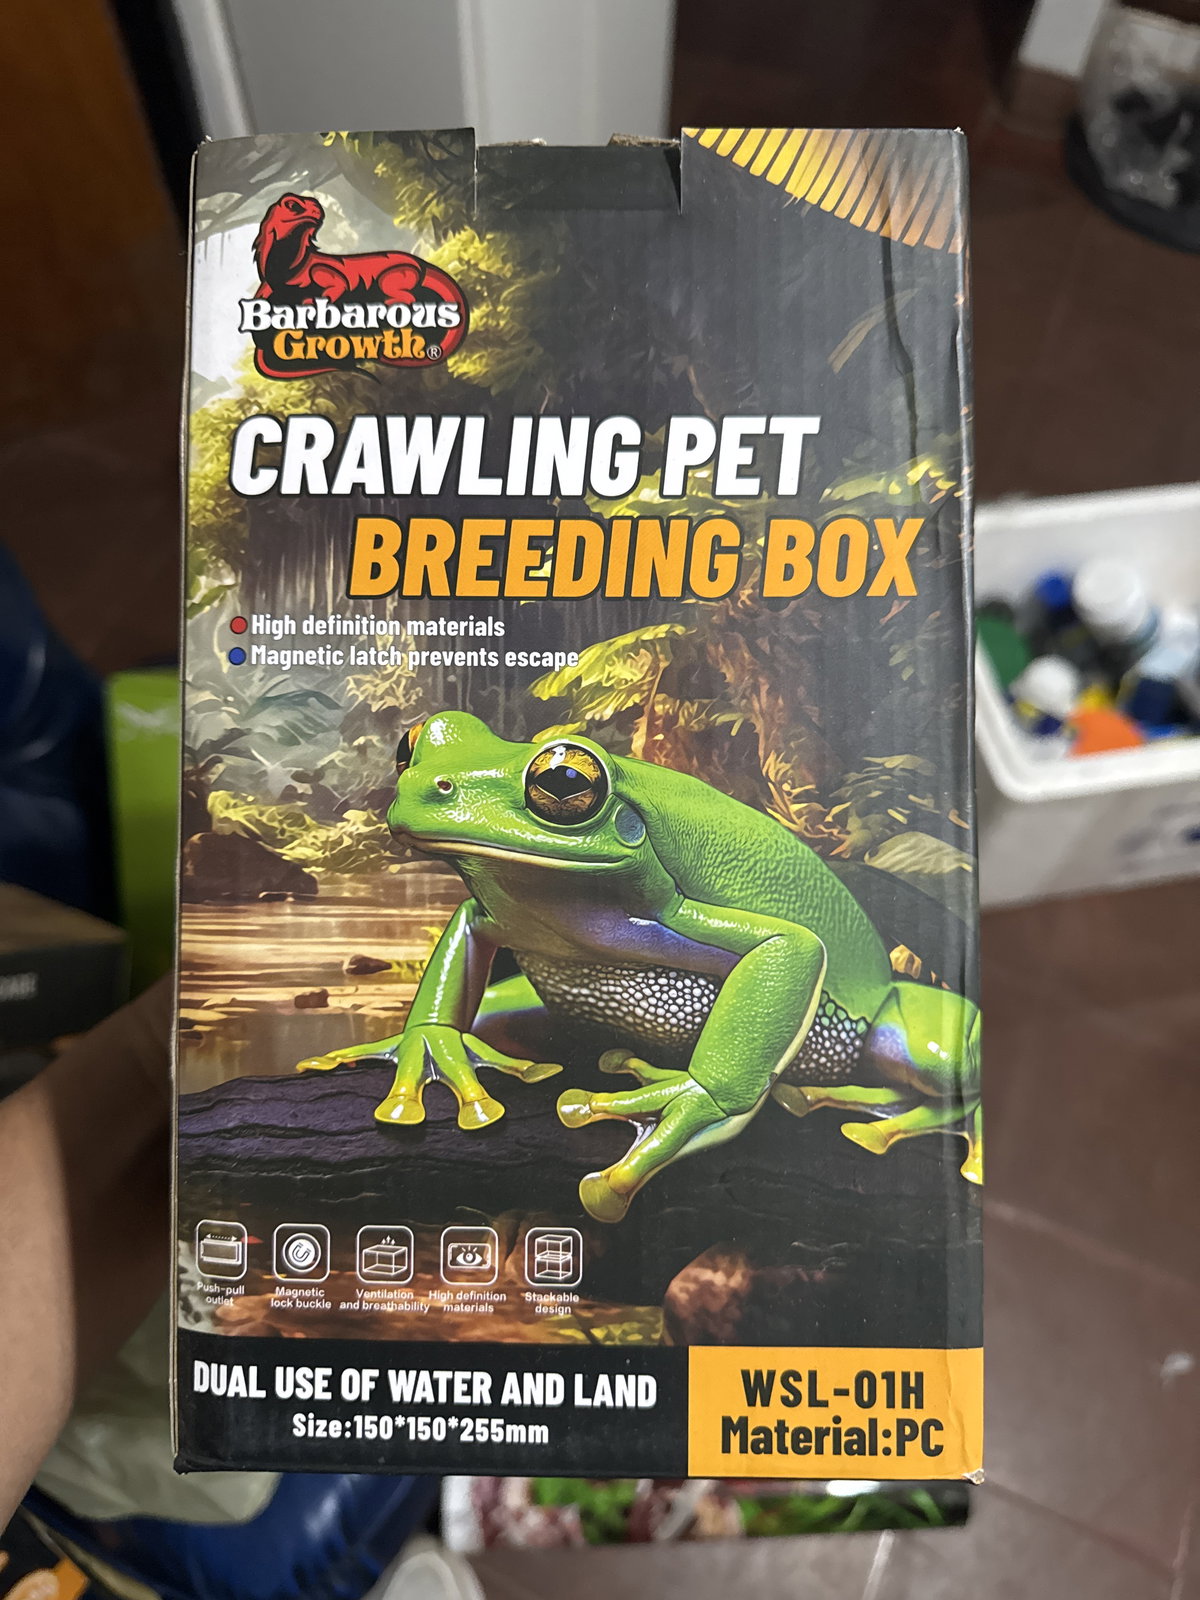 Barbarous
Growth®
CRAWLING PET
BREEDING BOX
High definition materials
Magnetic latch prevents escape
Push-pull
outlet
Magnetic
lock buckle
Ventilation
and breathability
High definition
materials
Stackable
design
DUAL USE OF WATER AND LAND
Size:150*150*255mm
WSL-01H
Material:PC